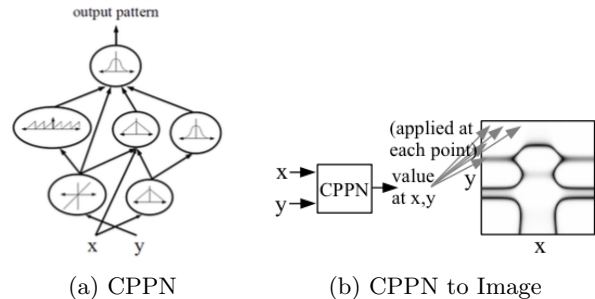 output pattern
x y
(a) CPPN
(applied at
each point)
x
y
CPPN
value
at x,y
y
x
(b) CPPN to Image